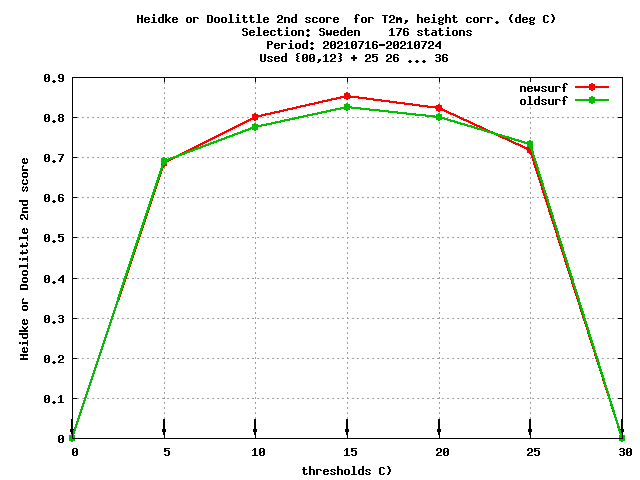 Heidke or Doolittle 2nd score  for T2m, height corr. (deg C)
Selection: Sweden    176 stations
Period: 20210716-20210724
Used {00,12} + 25 26 ... 36
newsurf
oldsurf
0.9
0.8
0.7
0.6
0.5
0.4
0.3
0.2
0.1
0
Heidke or Doolittle 2nd score
0 5 10 15 20 25 30
thresholds C)